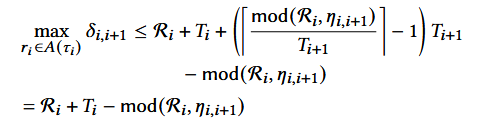 max_{r_i∈A(τ_i)} δ_{i,i+1} ≤ ℛ_i + T_i + (⌈mod(ℛ_i, η_{i,i+1}) / T_{i+1}⌉ − 1) T_{i+1}
− mod(ℛ_i, η_{i,i+1})
= ℛ_i + T_i − mod(ℛ_i, η_{i,i+1})